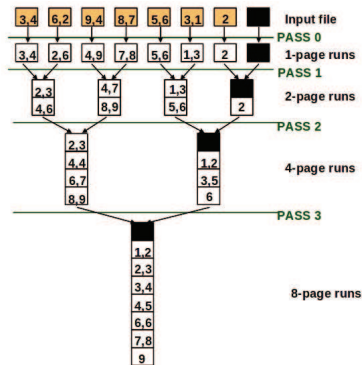 3,4 6,2 9,4 8,7 5,6 3,1 2 Input file
PASS 0
3,4 2,6 4,9 7,8 5,6 1,3 2 1-page runs
PASS 1
2,3 4,7 1,3 2-page runs
4,6 8,9 5,6 2
PASS 2
2,3
4,4 1,2
6,7 3,5 4-page runs
8,9 6
PASS 3
1,2
2,3
3,4
4,5 8-page runs
6,6
7,8
9